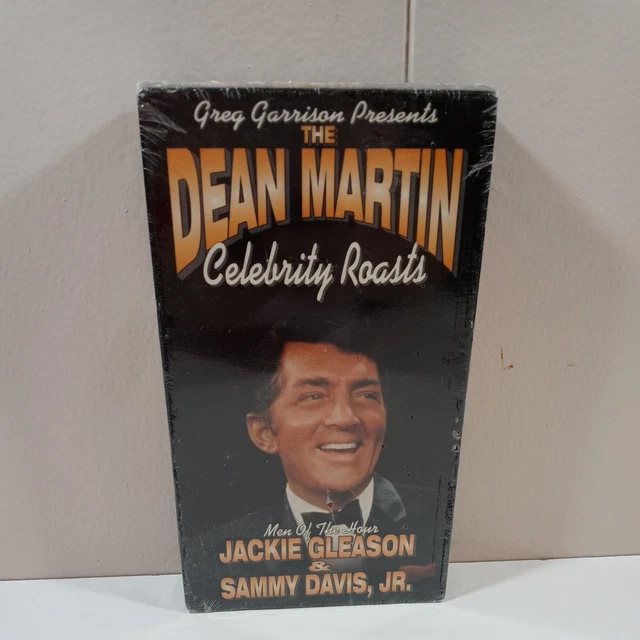 Greg Garrison Presents
THE
DEAN MARTIN
Celebrity Roasts
Men Of The Hour
JACKIE GLEASON
&
SAMMY DAVIS, JR.